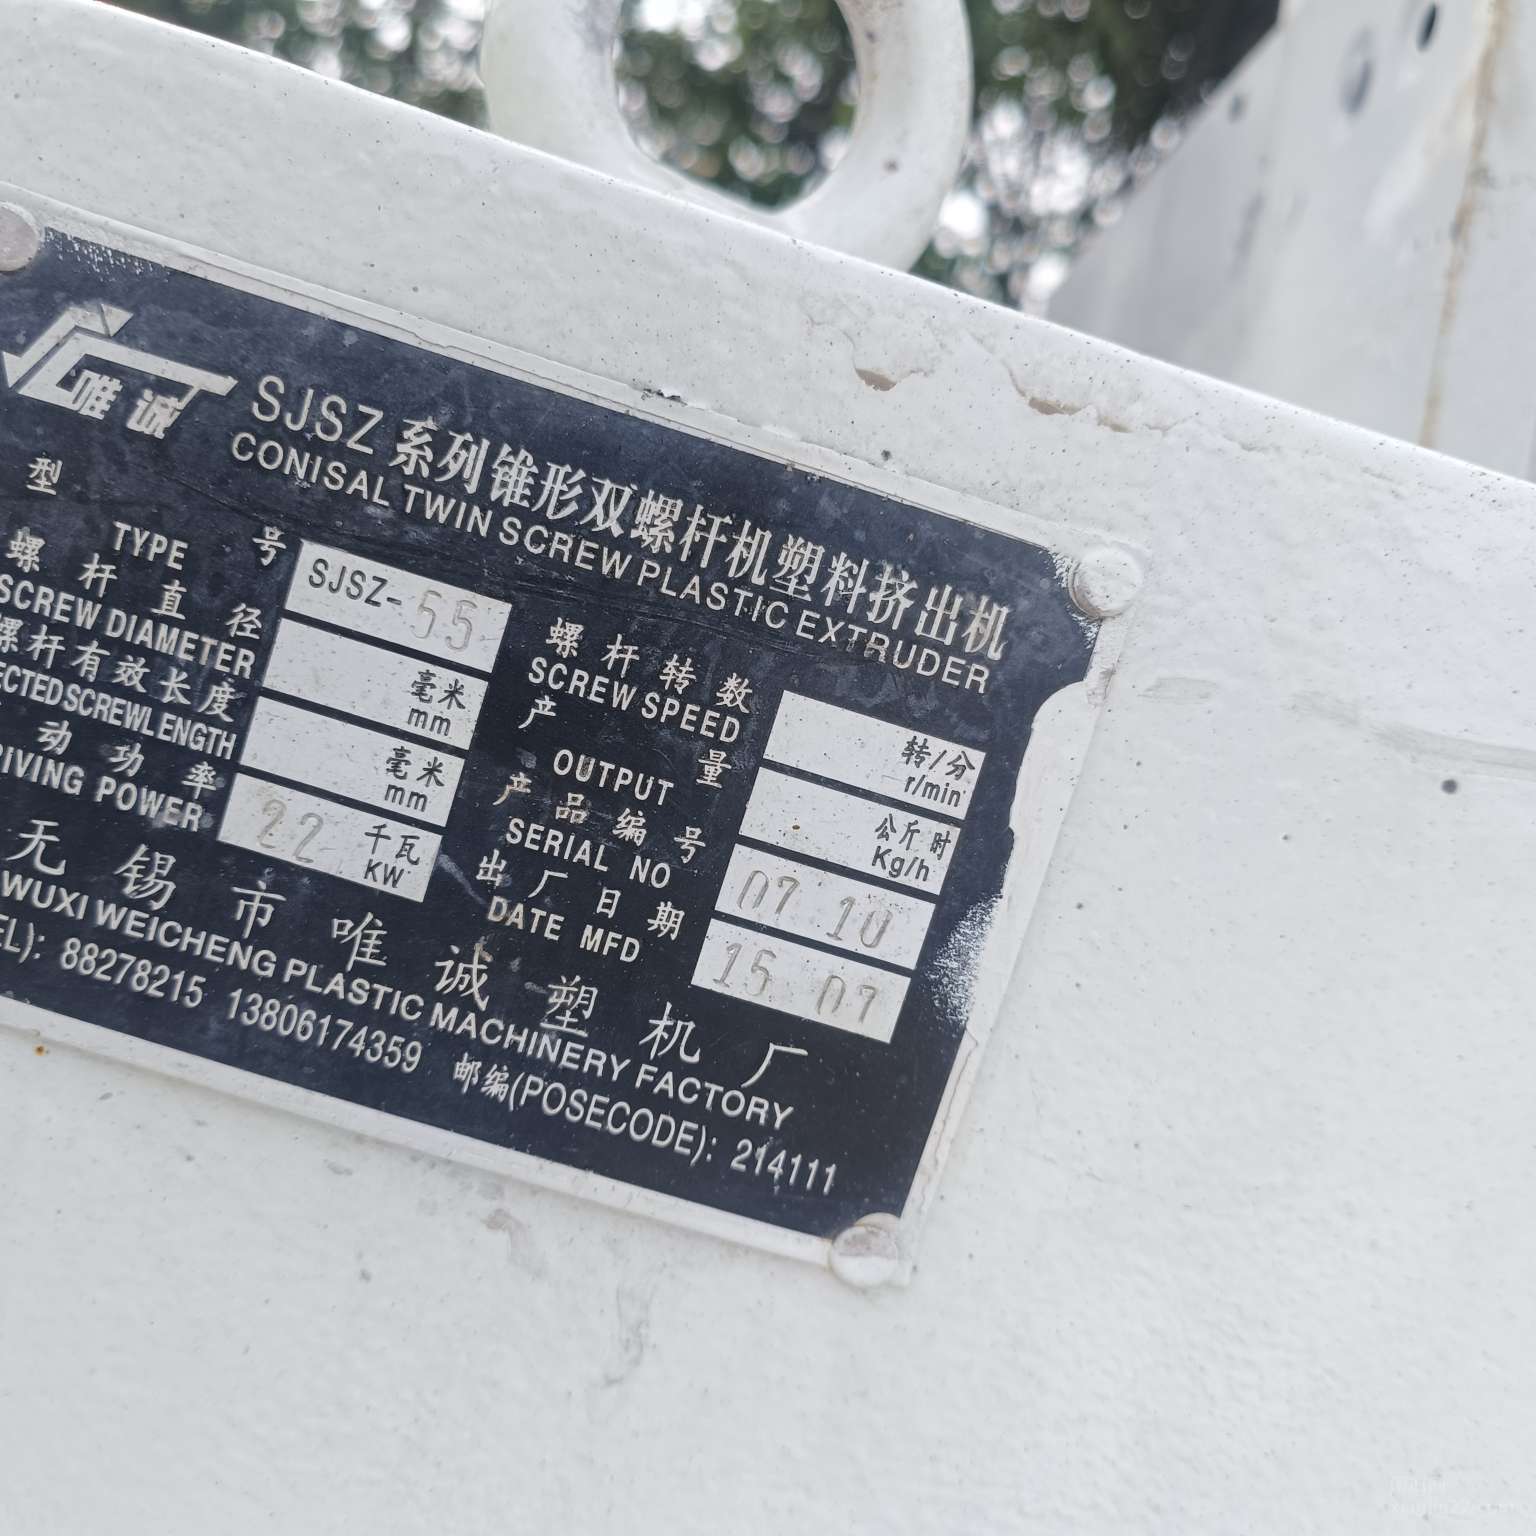 唯诚
SJSZ系列锥形双螺杆机塑料挤出机
CONISAL TWIN SCREW PLASTIC EXTRUDER
型 号
TYPE
SJSZ-55
螺杆直径
SCREW DIAMETER
毫米
mm
螺杆有效长度
ECTEDSCREWLENGTH
毫米
mm
动功率
RIVING POWER
22
千瓦
KW
螺杆转数
SCREW SPEED
转/分
r/min
产 量
OUTPUT
公斤 时
Kg/h
产品编号
SERIAL NO
07 10
出厂日期
DATE MFD
15 07
无锡市唯诚塑机厂
WUXI WEICHENG PLASTIC MACHINERY FACTORY
EL): 88278215 13806174359 邮编(POSECODE): 214111